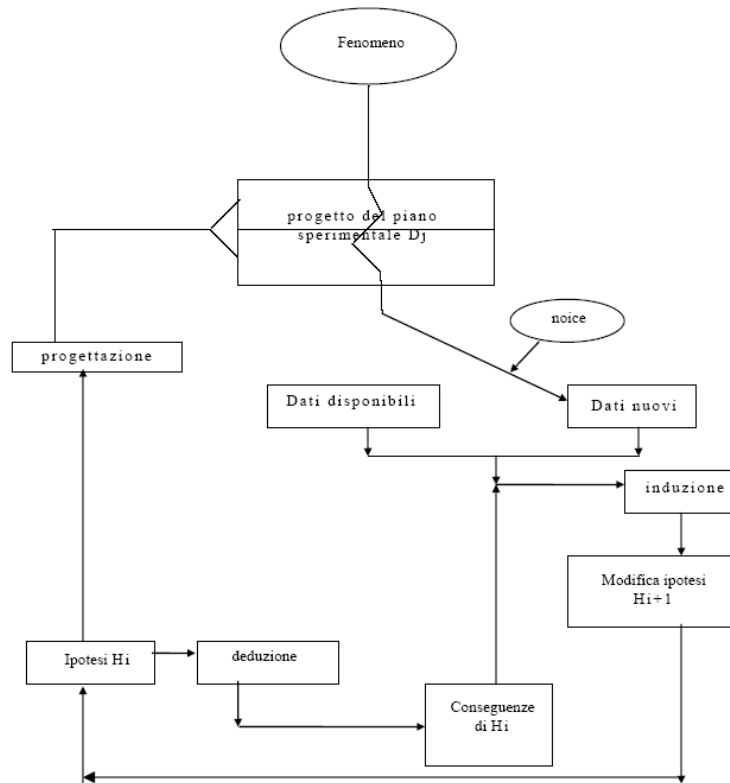 Fenomeno
progetto del piano
sperimentale Dj
noice
progettazione
Dati disponibili
Dati nuovi
induzione
Modifica ipotesi
Hi+1
Ipotesi Hi
deduzione
Conseguenze
di Hi